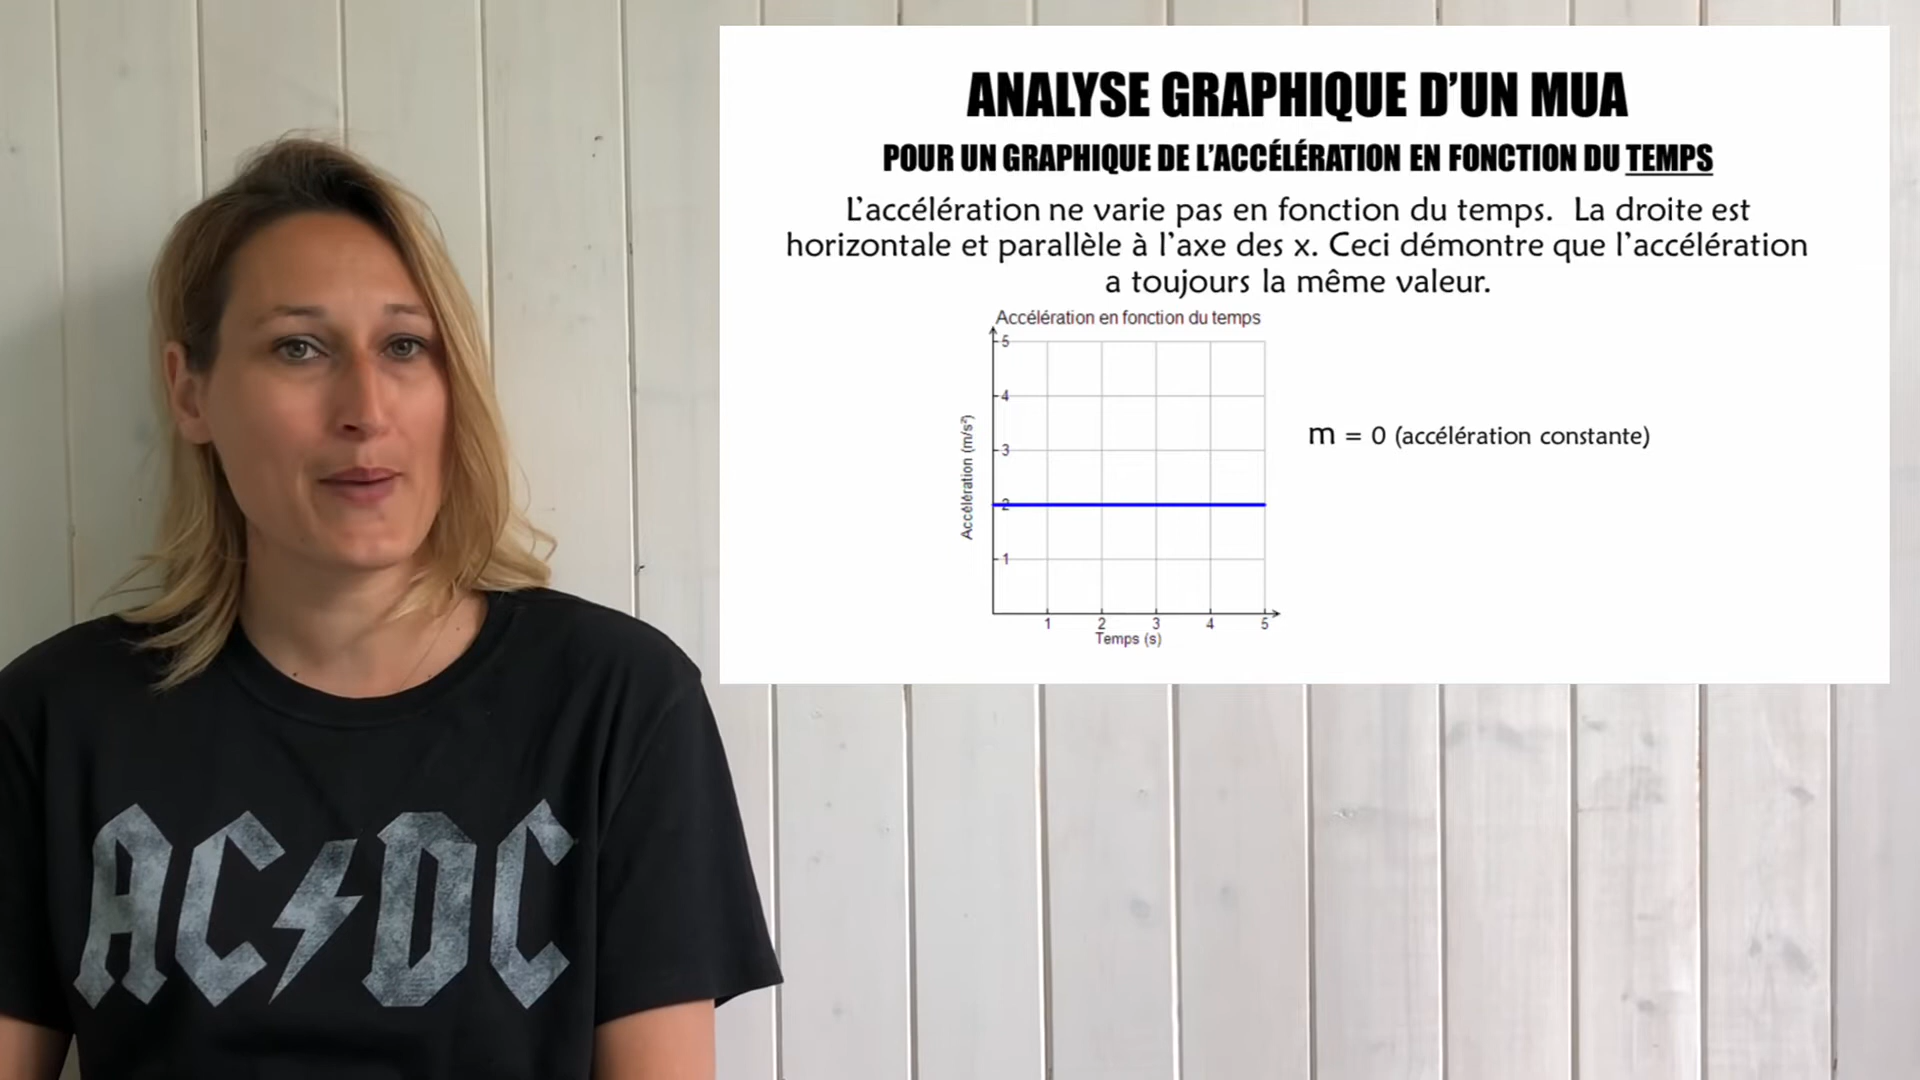 ANALYSE GRAPHIQUE D'UN MUA
POUR UN GRAPHIQUE DE L'ACCÉLÉRATION EN FONCTION DU TEMPS
L'accélération ne varie pas en fonction du temps. La droite est
horizontale et parallèle à l'axe des x. Ceci démontre que l'accélération
a toujours la même valeur.
Accélération en fonction du temps
5
4
3
2
1
Accélération (m/s²)
1 2 3 4 5
Temps (s)
m = 0 (accélération constante)
AC DC